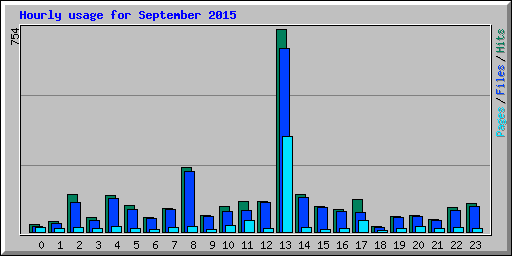 Hourly usage for September 2015
754
Pages/Files/Hits
0 1 2 3 4 5 6 7 8 9 10 11 12 13 14 15 16 17 18 19 20 21 22 23